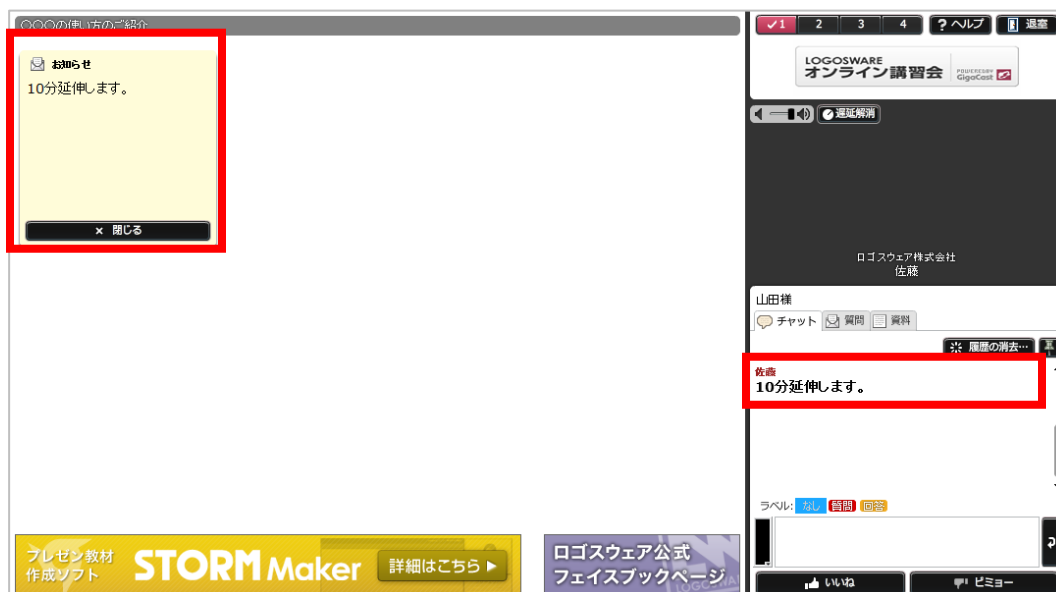 〇〇〇の使い方のご紹介
お知らせ
10分延伸します。
× 閉じる
プレゼン教材
作成ソフト
STORM Maker
詳細はこちら
ロゴスウェア公式
フェイスブックページ
1 2 3 4
? ヘルプ
退室
LOGOSWARE
オンライン講習会
POWERED BY
GigaCast
遅延解消
ロゴスウェア株式会社
佐藤
山田様
チャット 質問 資料
履歴の消去…
佐藤
10分延伸します。
ラベル: なし 質問 回答
いいね
ビミョー